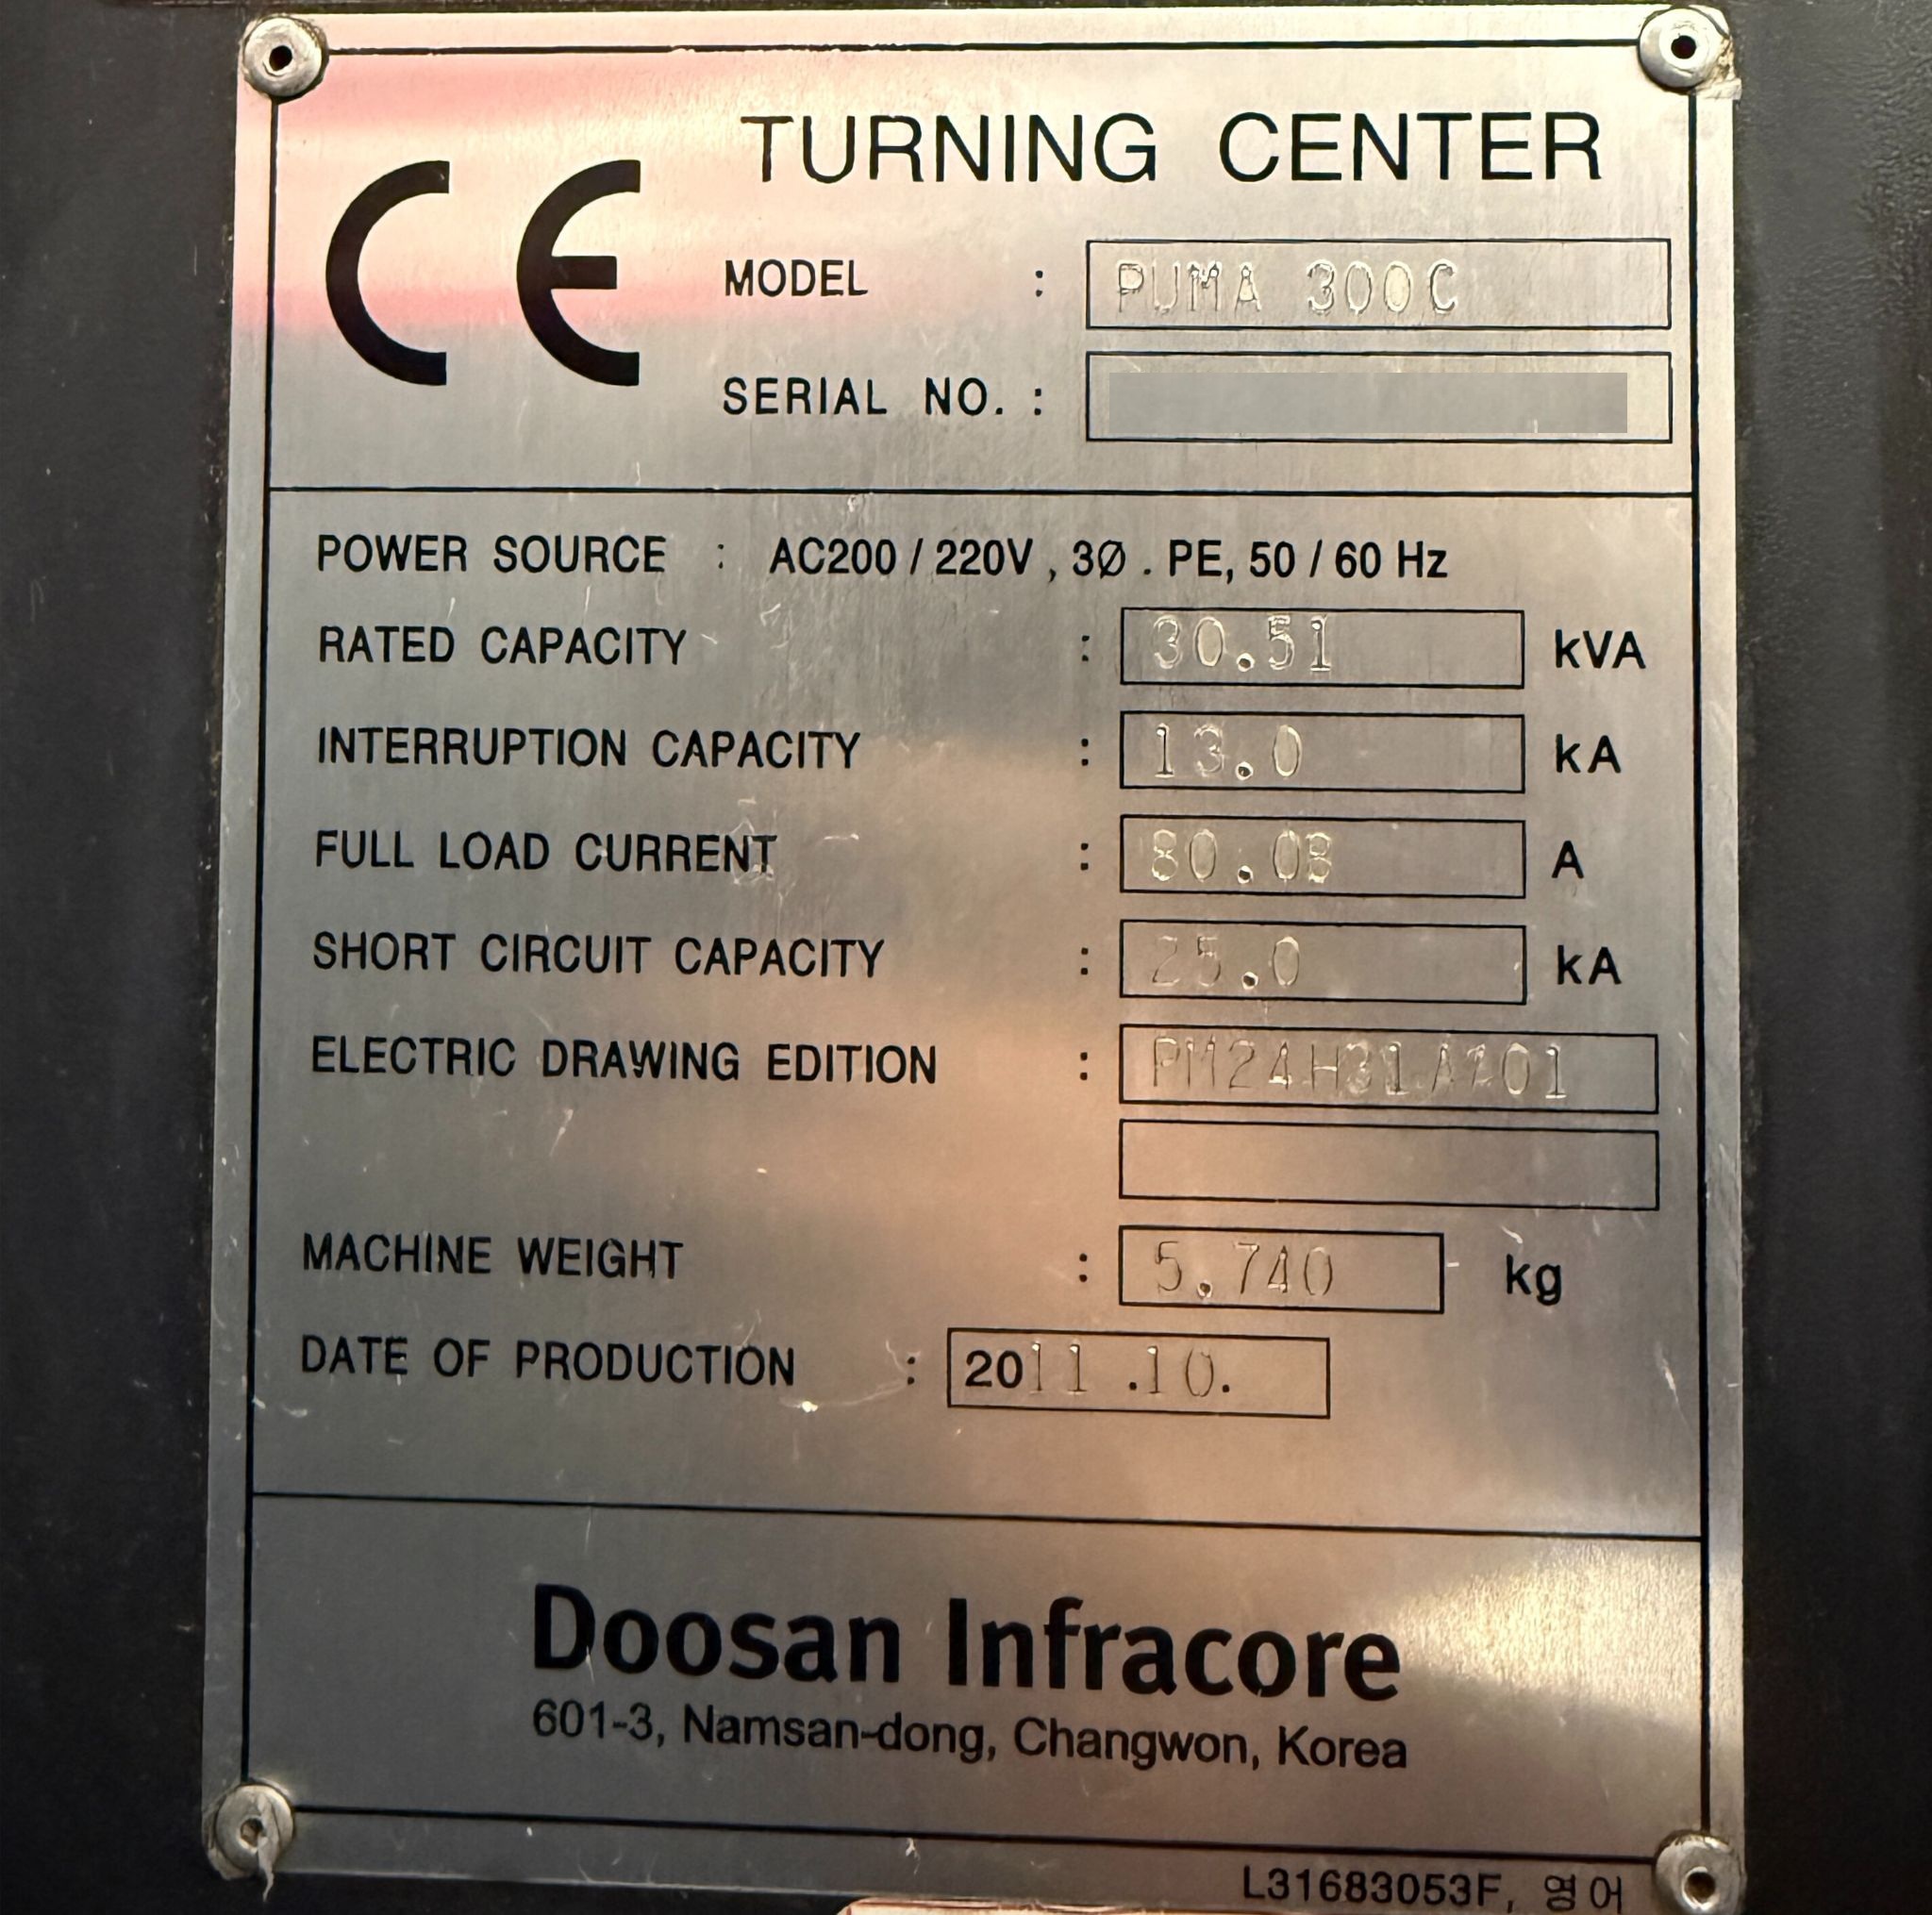 CE
TURNING CENTER
MODEL : PUMA 300C
SERIAL NO. :
POWER SOURCE : AC200 / 220V , 3Ø . PE, 50 / 60 Hz
RATED CAPACITY : 30.51 kVA
INTERRUPTION CAPACITY : 13.0 kA
FULL LOAD CURRENT : 80.08 A
SHORT CIRCUIT CAPACITY : 25.0 kA
ELECTRIC DRAWING EDITION :
MACHINE WEIGHT : 5.740 kg
DATE OF PRODUCTION : 2011 .10.
Doosan Infracore
601-3, Namsan-dong, Changwon, Korea
L31683053F, 영어